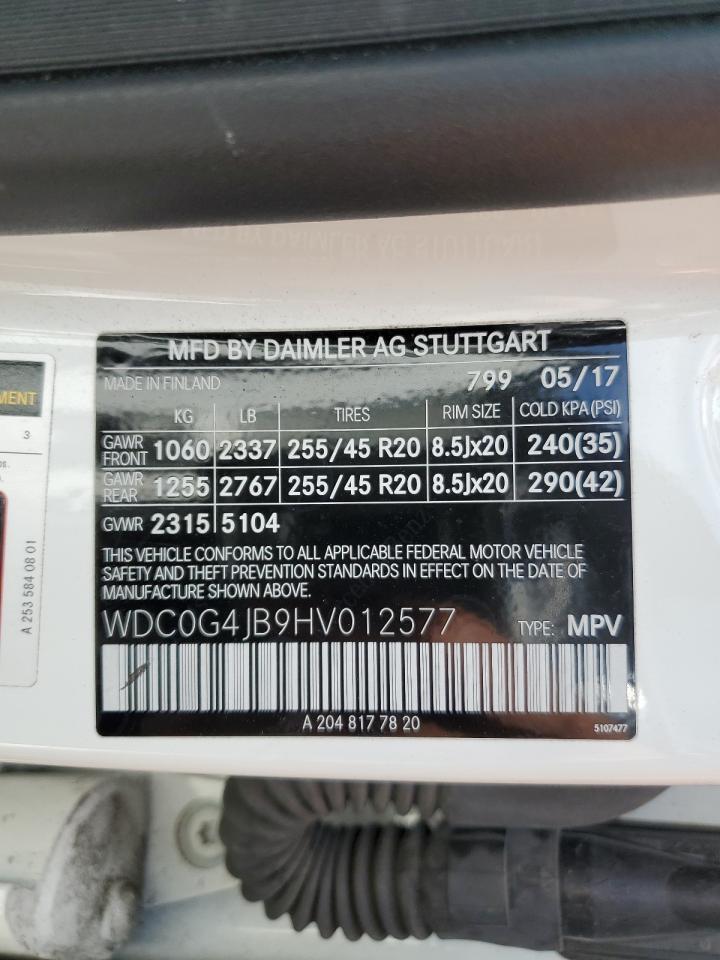 MFD BY DAIMLER AG STUTTGART
MADE IN FINLAND 799 05/17
KG LB TIRES RIM SIZE COLD KPA(PSI)
GAWR FRONT 1060 2337 255/45 R20 8.5Jx20 240(35)
GAWR REAR 1255 2767 255/45 R20 8.5Jx20 290(42)
GVWR 2315 5104
THIS VEHICLE CONFORMS TO ALL APPLICABLE FEDERAL MOTOR VEHICLE
SAFETY AND THEFT PREVENTION STANDARDS IN EFFECT ON THE DATE OF
MANUFACTURE SHOWN ABOVE.
WDC0G4JB9HV012577 TYPE: MPV
A 204 817 78 20
5107477
MENT
3
A 253 584 08 01